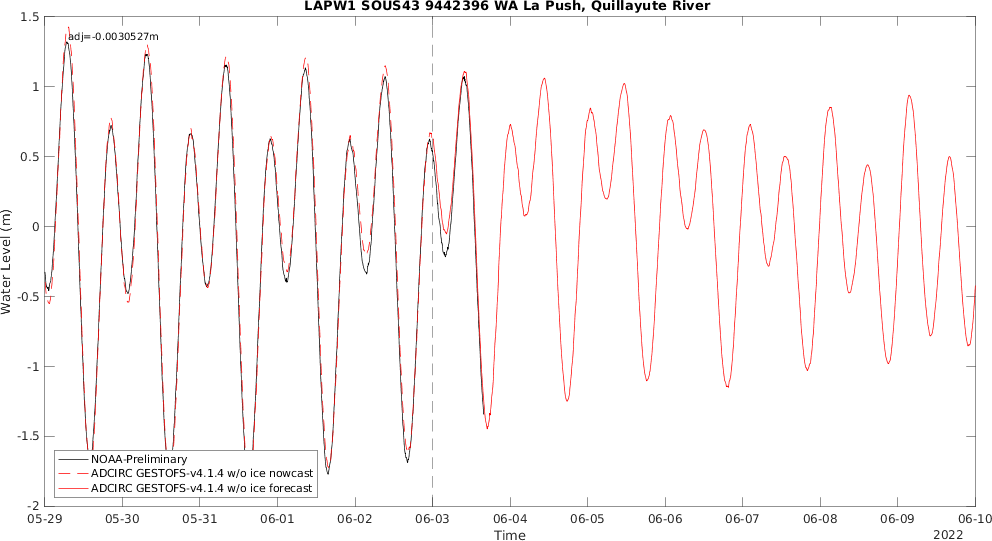 LAPW1 SOUS43 9442396 WA La Push, Quillayute River
adj=-0.0030527m
1.5
1
0.5
0
-0.5
-1
-1.5
-2
Water Level (m)
NOAA-Preliminary
ADCIRC GESTOFS-v4.1.4 w/o ice nowcast
ADCIRC GESTOFS-v4.1.4 w/o ice forecast
05-29 05-30 05-31 06-01 06-02 06-03 06-04 06-05 06-06 06-07 06-08 06-09 06-10
Time
2022